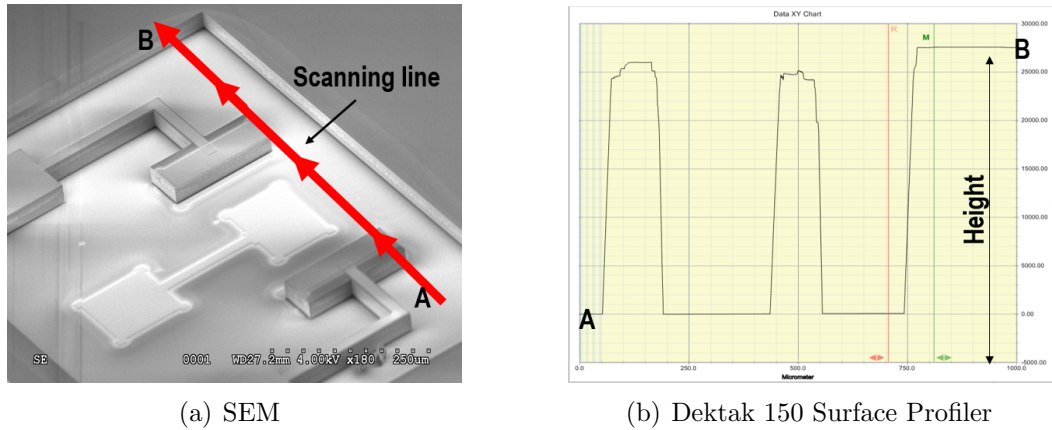 B
Scanning line
A
SE 0001 WD27.2mm 4.00kV x180 250um
(a) SEM
Data XY Chart
R
M
30000.00
B
25000.00
20000.00
15000.00
Height
10000.00
5000.00
A
0.00
-5000.00
0.0 250.0 500.0 750.0 1000.0
Micrometer
(b) Dektak 150 Surface Profiler